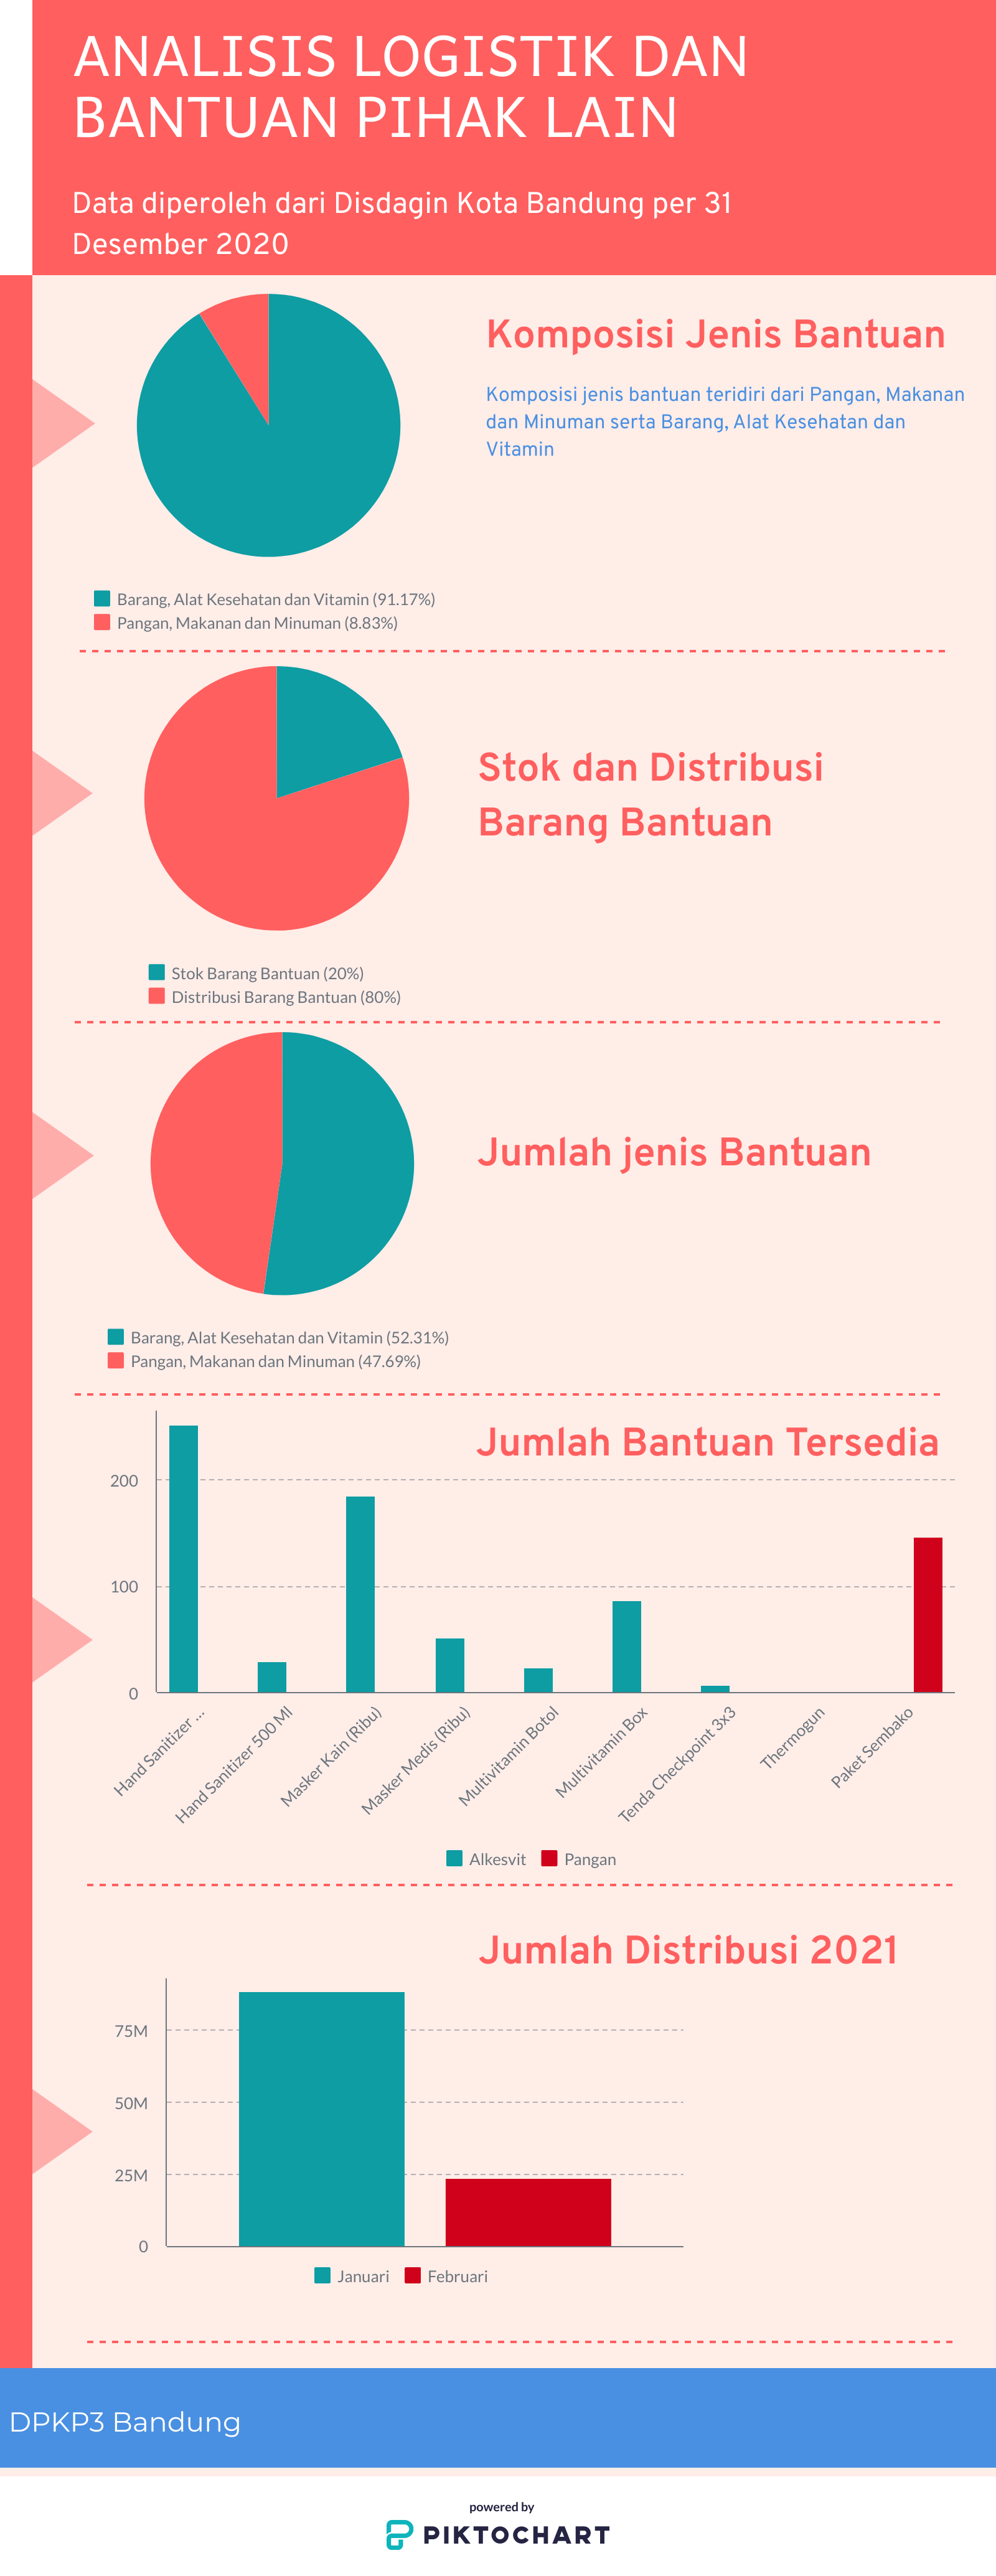 ANALISIS LOGISTIK DAN
BANTUAN PIHAK LAIN
Data diperoleh dari Disdagin Kota Bandung per 31
Desember 2020
Komposisi Jenis Bantuan
Komposisi jenis bantuan teridiri dari Pangan, Makanan
dan Minuman serta Barang, Alat Kesehatan dan
Vitamin
Barang, Alat Kesehatan dan Vitamin (91.17%)
Pangan, Makanan dan Minuman (8.83%)
Stok dan Distribusi
Barang Bantuan
Stok Barang Bantuan (20%)
Distribusi Barang Bantuan (80%)
Jumlah jenis Bantuan
Barang, Alat Kesehatan dan Vitamin (52.31%)
Pangan, Makanan dan Minuman (47.69%)
Jumlah Bantuan Tersedia
200
100
0
Hand Sanitizer ...
Hand Sanitizer 500 Ml
Masker Kain (Ribu)
Masker Medis (Ribu)
Multivitamin Botol
Multivitamin Box
Tenda Checkpoint 3x3
Thermogun
Paket Sembako
Alkesvit
Pangan
Jumlah Distribusi 2021
75M
50M
25M
0
Januari
Februari
DPKP3 Bandung
powered by
PIKTOCHART